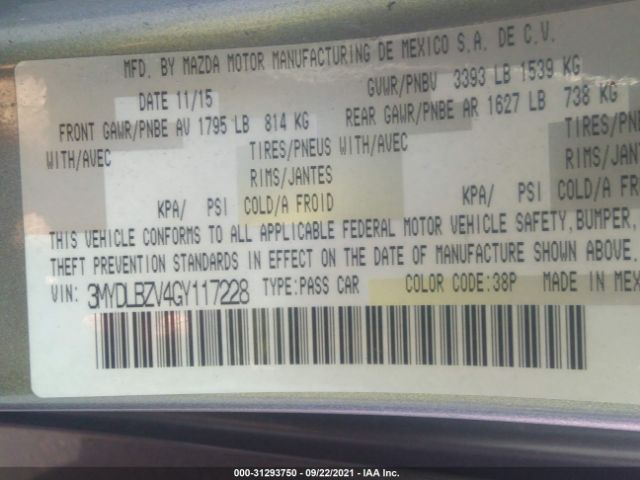 MFD. BY MAZDA MOTOR MANUFACTURING DE MEXICO S.A. DE C.V.
DATE 11/15 GVWR/PNBV 3393 LB 1539 KG
FRONT GAWR/PNBE AV 1795 LB 814 KG REAR GAWR/PNBE AR 1627 LB 738 KG
WITH/AVEC TIRES/PNEUS WITH/AVEC TIRES/PN
RIMS/JANTES RIMS/JAN
KPA/ PSI COLD/A FROID KPA/ PSI COLD/A FROI
THIS VEHICLE CONFORMS TO ALL APPLICABLE FEDERAL MOTOR VEHICLE SAFETY, BUMPER,
THEFT PREVENTION STANDARDS IN EFFECT ON THE DATE OF MANUFACTURE SHOWN ABOVE.
VIN: 3MYDLBZV4GY117228 TYPE:PASS CAR COLOR CODE:38P MADE IN MEX
000-31293750 - 09/22/2021 - IAA Inc.